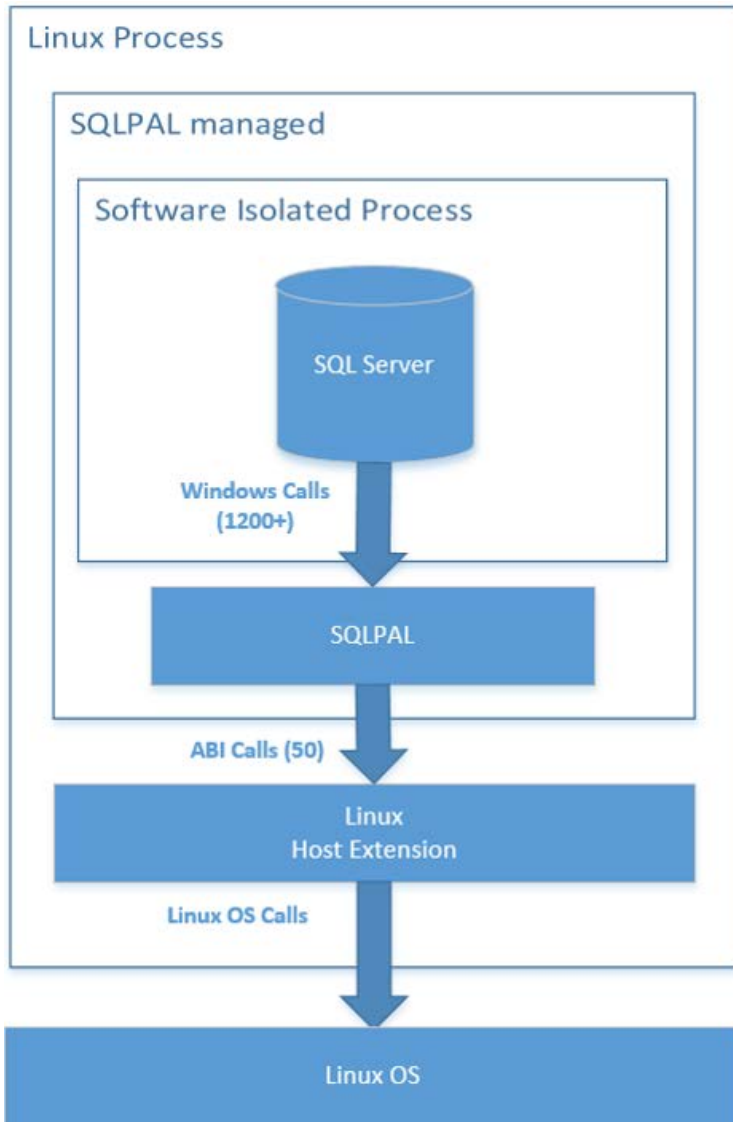 Linux Process
SQLPAL managed
Software Isolated Process
SQL Server
Windows Calls
(1200+)
SQLPAL
ABI Calls (50)
Linux
Host Extension
Linux OS Calls
Linux OS